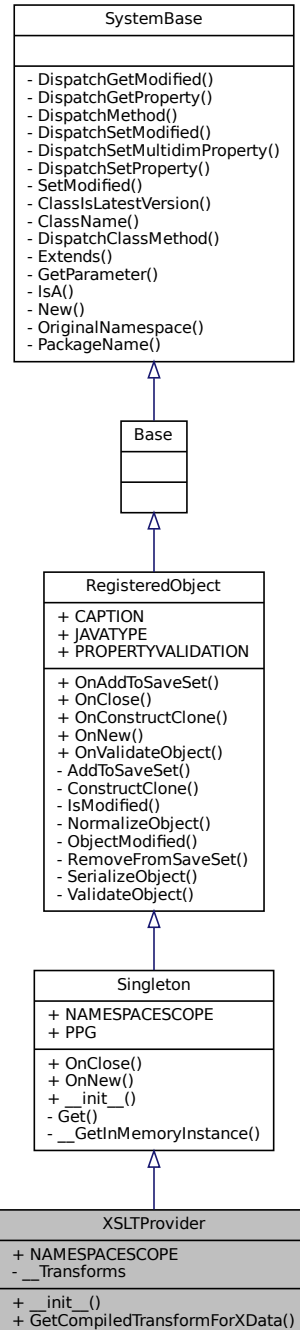 SystemBase
- DispatchGetModified()
- DispatchGetProperty()
- DispatchMethod()
- DispatchSetModified()
- DispatchSetMultidimProperty()
- DispatchSetProperty()
- SetModified()
- ClassIsLatestVersion()
- ClassName()
- DispatchClassMethod()
- Extends()
- GetParameter()
- IsA()
- New()
- OriginalNamespace()
- PackageName()
Base
RegisteredObject
+ CAPTION
+ JAVATYPE
+ PROPERTYVALIDATION
+ OnAddToSaveSet()
+ OnClose()
+ OnConstructClone()
+ OnNew()
+ OnValidateObject()
- AddToSaveSet()
- ConstructClone()
- IsModified()
- NormalizeObject()
- ObjectModified()
- RemoveFromSaveSet()
- SerializeObject()
- ValidateObject()
Singleton
+ NAMESPACESCOPE
+ PPG
+ OnClose()
+ OnNew()
+ __init__()
- Get()
- __GetInMemoryInstance()
XSLTProvider
+ NAMESPACESCOPE
- __Transforms
+ __init__()
+ GetCompiledTransformForXData()